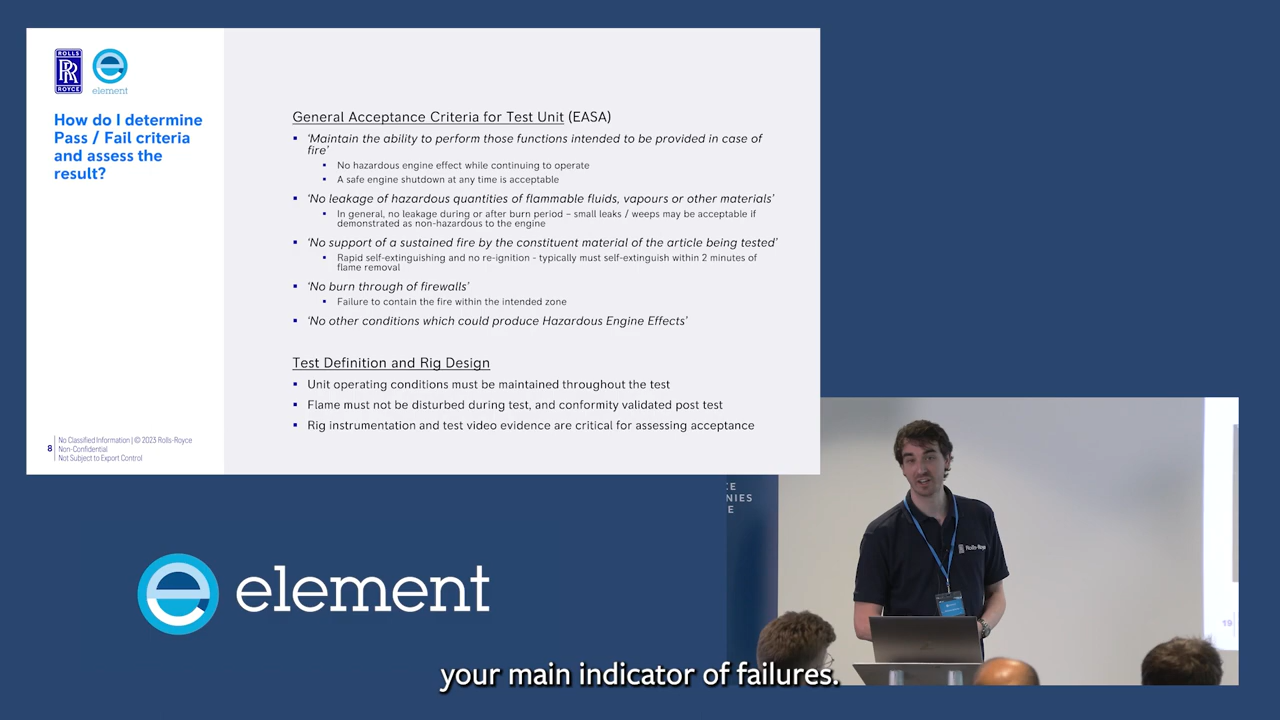 ROLLS
RR
ROYCE
element
How do I determine
Pass / Fail criteria
and assess the
result?
General Acceptance Criteria for Test Unit (EASA)
▪ 'Maintain the ability to perform those functions intended to be provided in case of
fire'
▪ No hazardous engine effect while continuing to operate
▪ A safe engine shutdown at any time is acceptable
▪ 'No leakage of hazardous quantities of flammable fluids, vapours or other materials'
▪ In general, no leakage during or after burn period – small leaks / weeps may be acceptable if
demonstrated as non-hazardous to the engine
▪ 'No support of a sustained fire by the constituent material of the article being tested'
▪ Rapid self-extinguishing and no re-ignition - typically must self-extinguish within 2 minutes of
flame removal
▪ 'No burn through of firewalls'
▪ Failure to contain the fire within the intended zone
▪ 'No other conditions which could produce Hazardous Engine Effects'
Test Definition and Rig Design
▪ Unit operating conditions must be maintained throughout the test
▪ Flame must not be disturbed during test, and conformity validated post test
▪ Rig instrumentation and test video evidence are critical for assessing acceptance
8
No Classified Information | © 2023 Rolls-Royce
Non-Confidential
Not Subject to Export Control
CE
NIES
E
Rolls-Royce
19
element
your main indicator of failures.